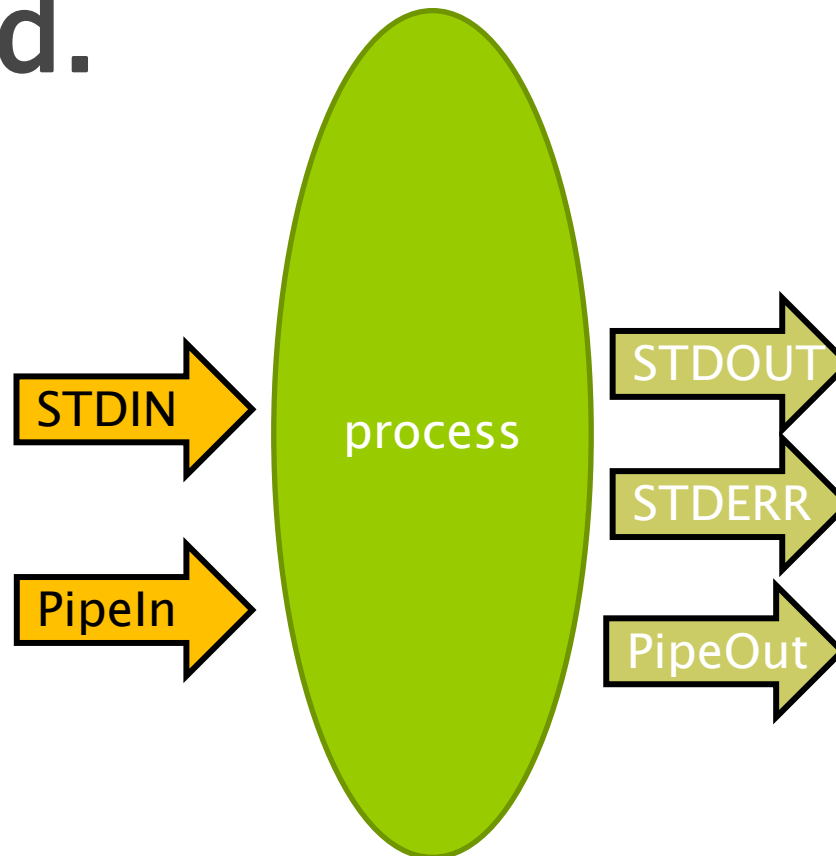 d.
STDOUT
STDIN
process
STDERR
PipeIn
PipeOut